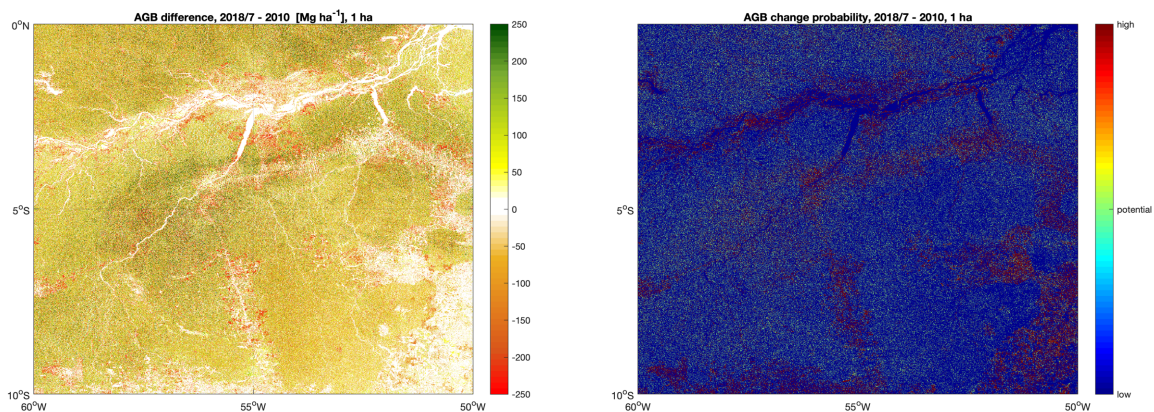 AGB difference, 2018/7 - 2010 [Mg ha⁻¹], 1 ha
0°N
5°S
10°S
60°W
55°W
50°W
250
200
150
100
50
0
-50
-100
-150
-200
-250
AGB change probability, 2018/7 - 2010, 1 ha
0°N
5°S
10°S
60°W
55°W
50°W
high
potential
low